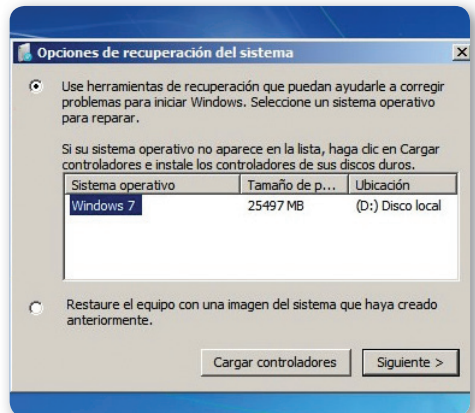 Opciones de recuperación del sistema
Use herramientas de recuperación que puedan ayudarle a corregir
problemas para iniciar Windows. Seleccione un sistema operativo
para reparar.
Si su sistema operativo no aparece en la lista, haga clic en Cargar
controladores e instale los controladores de sus discos duros.
Sistema operativo Tamaño de p... Ubicación
Windows 7 25497 MB (D:) Disco local
Restaure el equipo con una imagen del sistema que haya creado
anteriormente.
Cargar controladores Siguiente >